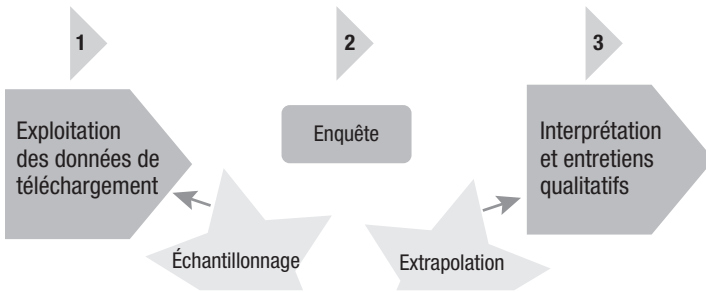 1
2
3
Exploitation
des données de
téléchargement
Enquête
Interprétation
et entretiens
qualitatifs
Échantillonnage
Extrapolation